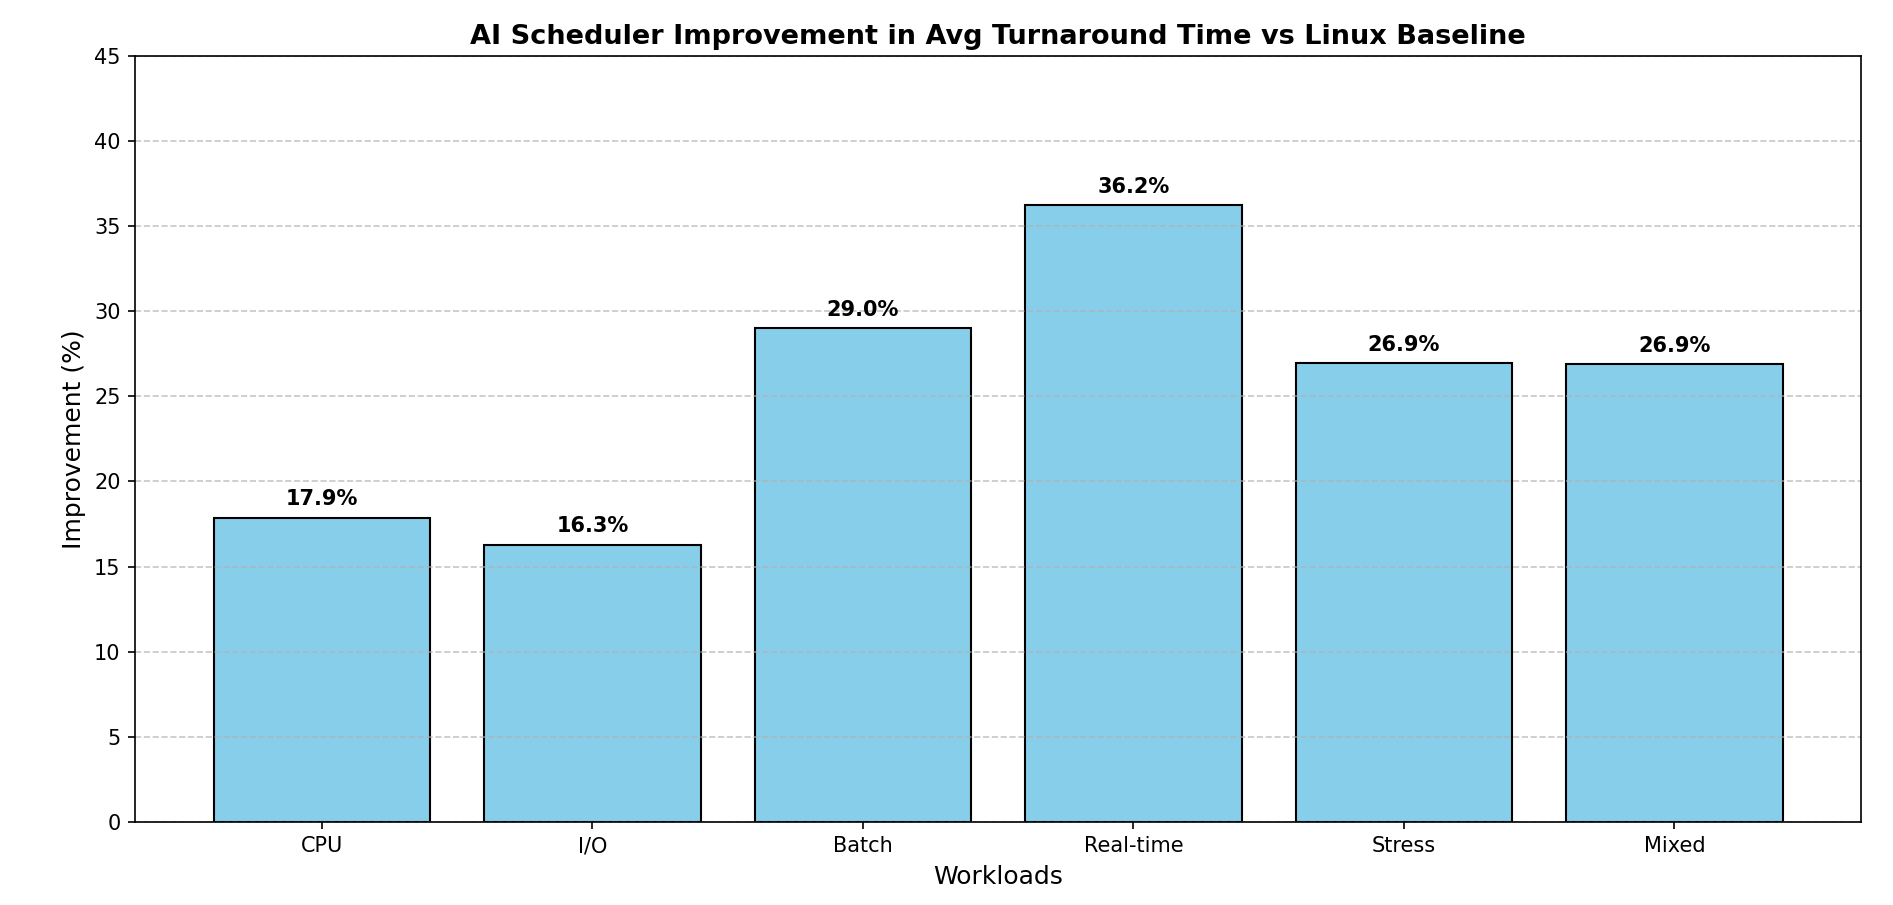 AI Scheduler Improvement in Avg Turnaround Time vs Linux Baseline
45
40
35
30
25
20
15
10
5
0
Improvement (%)
17.9%
16.3%
29.0%
36.2%
26.9%
26.9%
CPU
I/O
Batch
Real-time
Stress
Mixed
Workloads